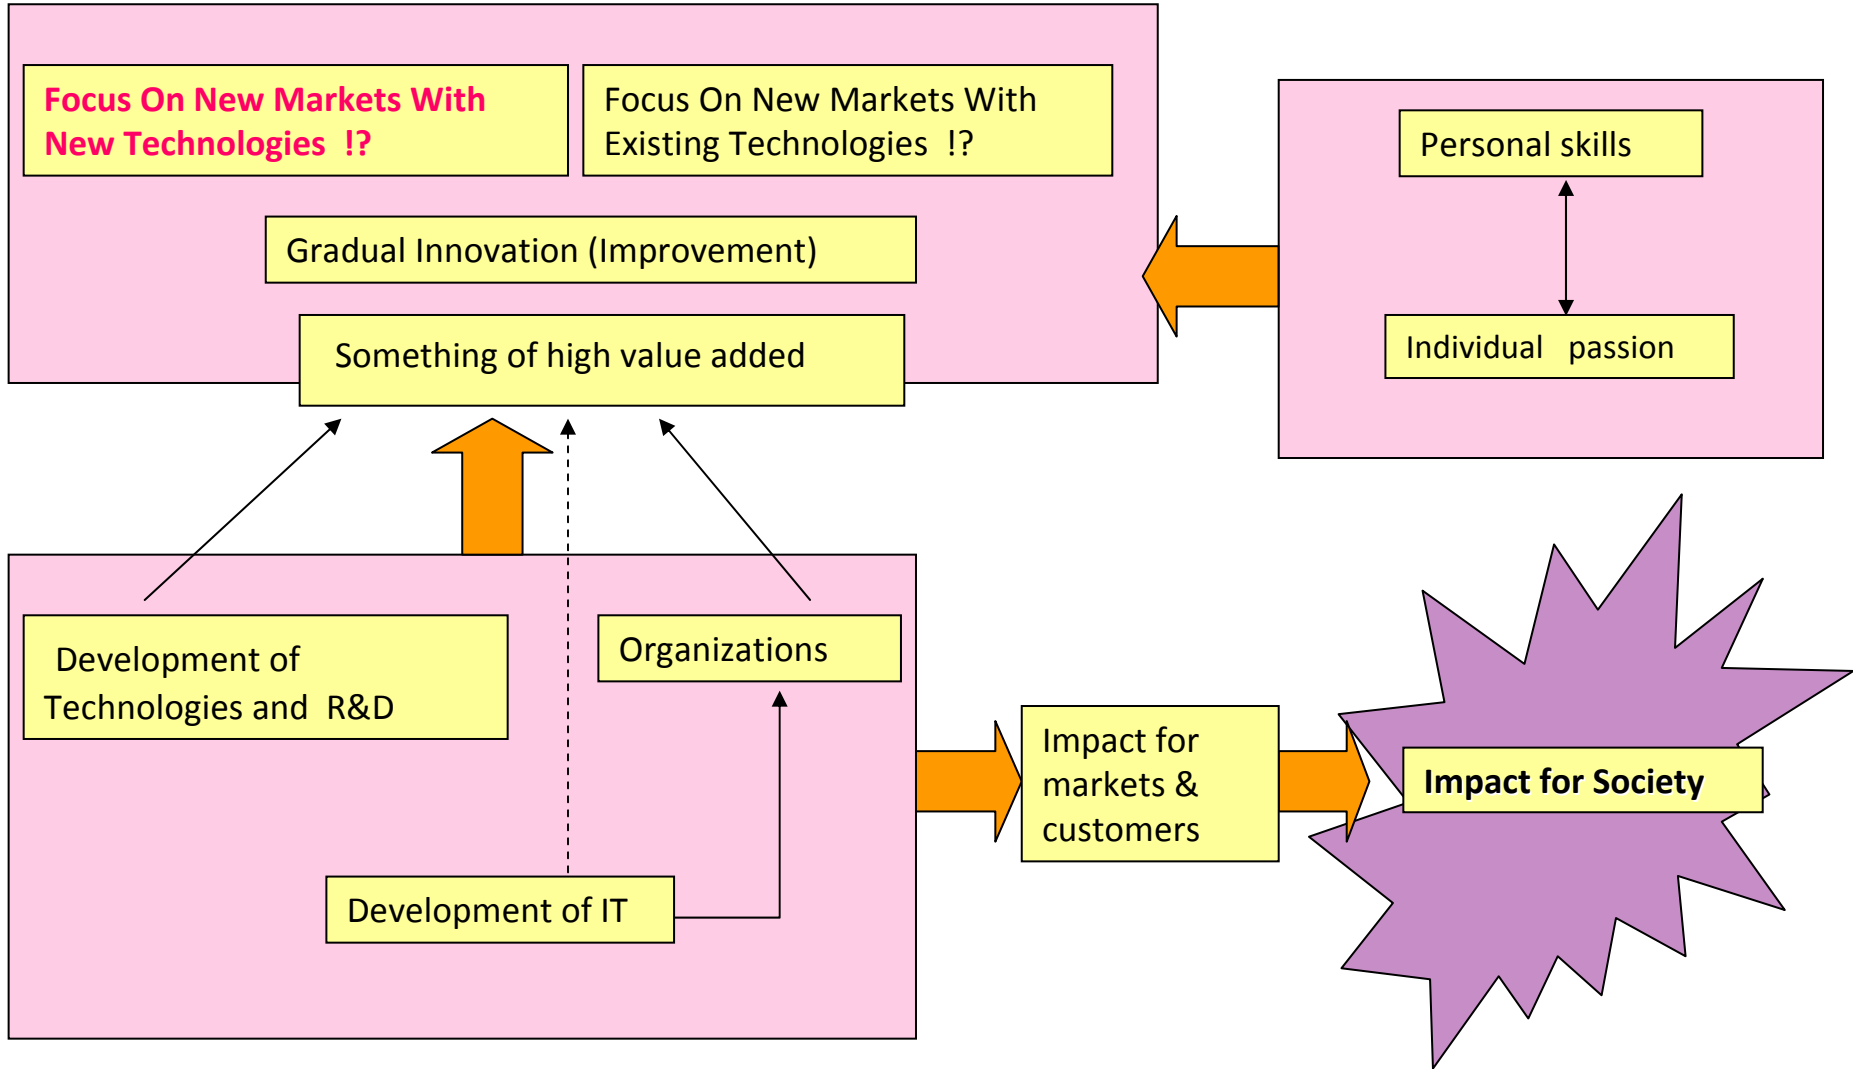 Focus On New Markets With
New Technologies !?
Focus On New Markets With
Existing Technologies !?
Personal skills
Gradual Innovation (Improvement)
Something of high value added
Individual passion
Development of
Technologies and R&D
Organizations
Impact for
markets &
customers
Impact for Society
Development of IT